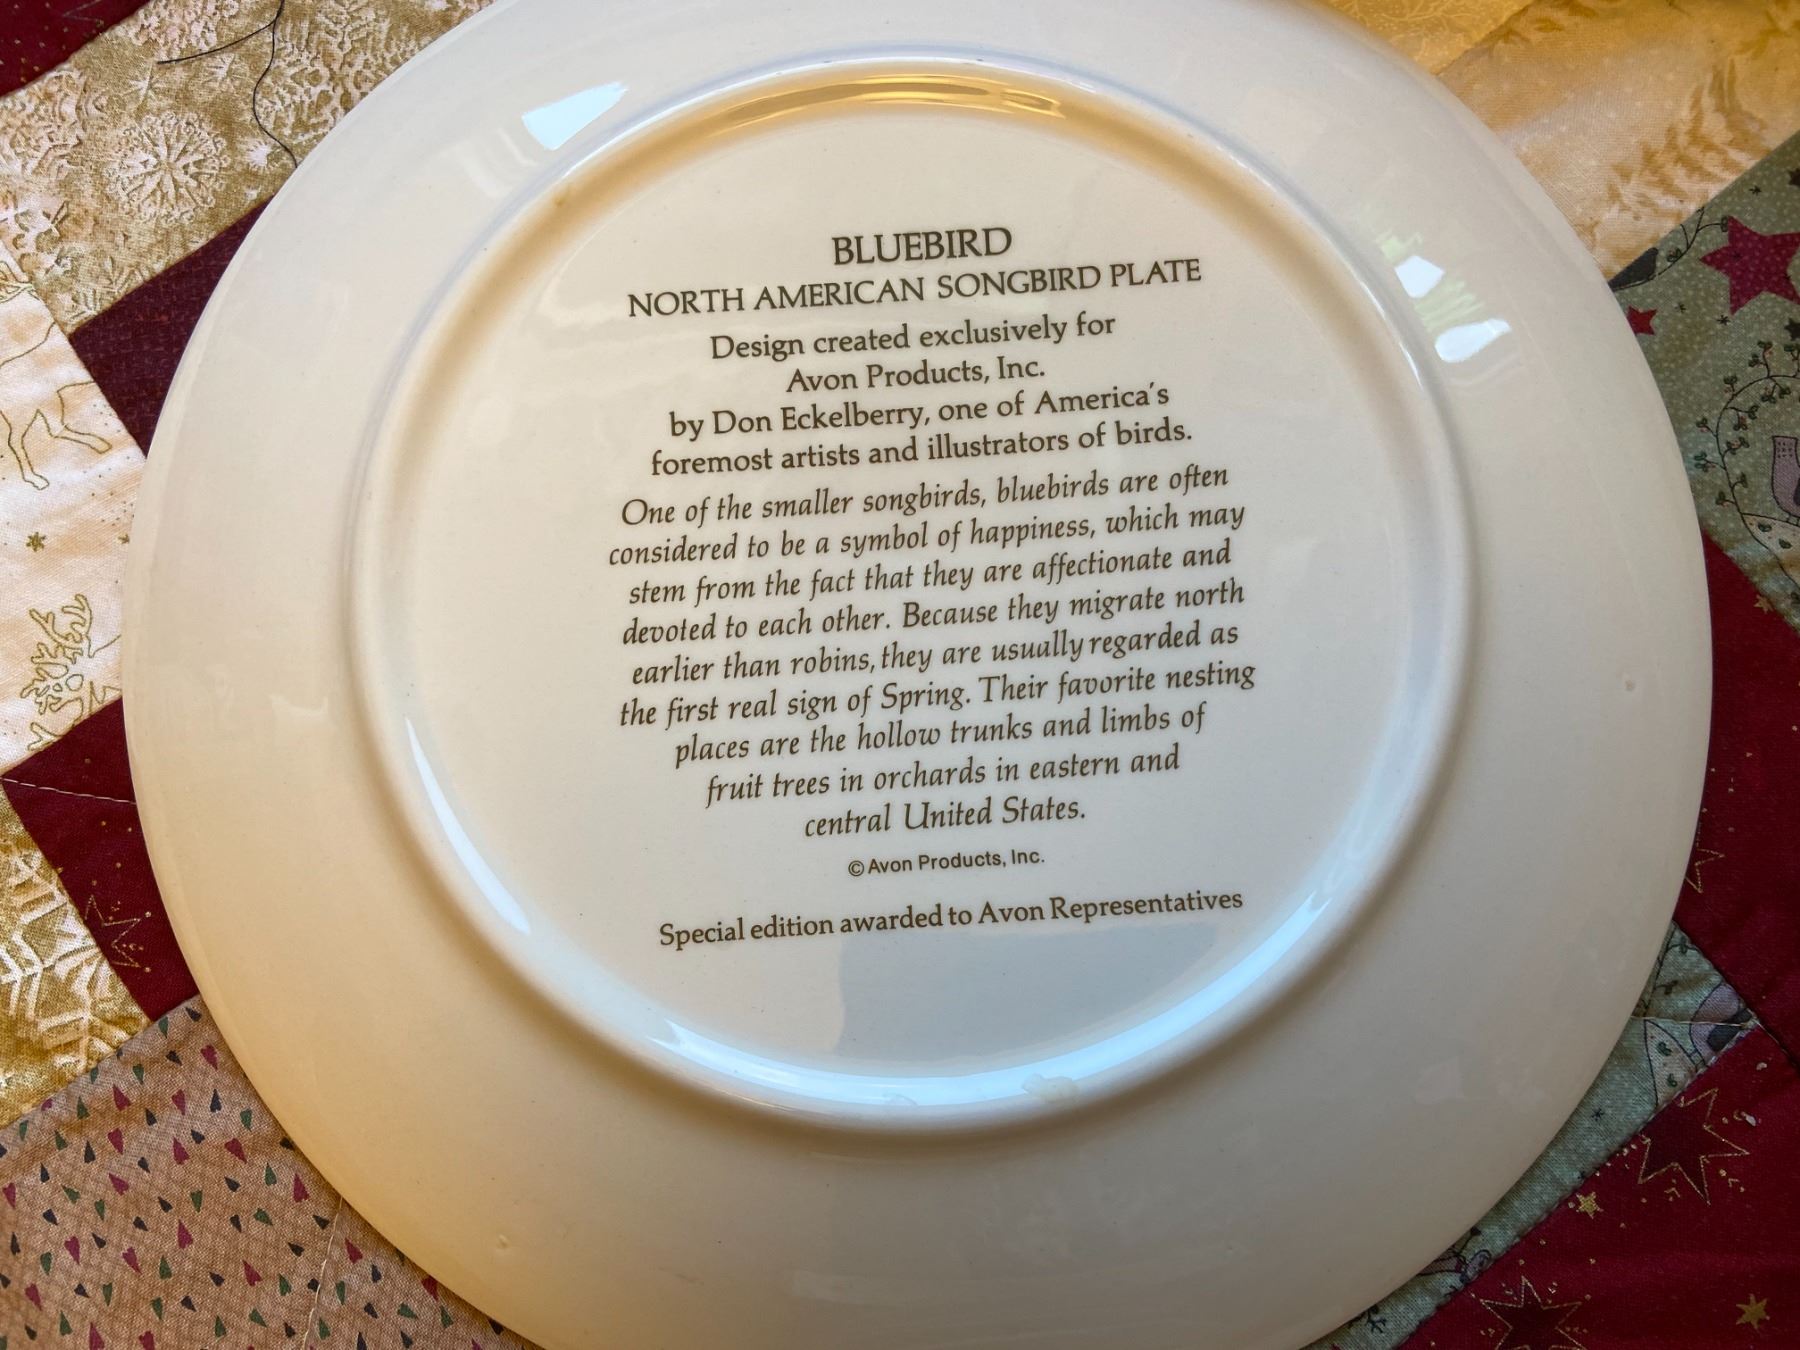 BLUEBIRD
NORTH AMERICAN SONGBIRD PLATE
Design created exclusively for
Avon Products, Inc.
by Don Eckelberry, one of America's
foremost artists and illustrators of birds.
One of the smaller songbirds, bluebirds are often
considered to be a symbol of happiness, which may
stem from the fact that they are affectionate and
devoted to each other. Because they migrate north
earlier than robins, they are usually regarded as
the first real sign of Spring. Their favorite nesting
places are the hollow trunks and limbs of
fruit trees in orchards in eastern and
central United States.
© Avon Products, Inc.
Special edition awarded to Avon Representatives